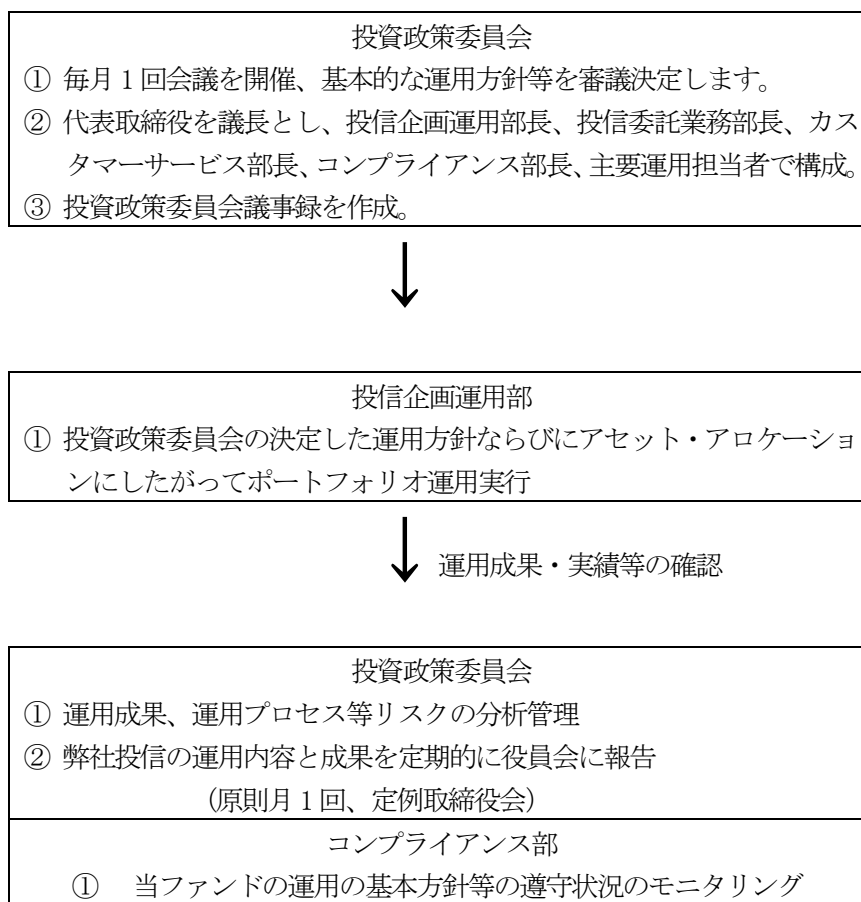 投資政策委員会
① 毎月1回会議を開催、基本的な運用方針等を審議決定します。
② 代表取締役を議長とし、投信企画運用部長、投信委託業務部長、カス
タマーサービス部長、コンプライアンス部長、主要運用担当者で構成。
③ 投資政策委員会議事録を作成。
投信企画運用部
① 投資政策委員会の決定した運用方針ならびにアセット・アロケーショ
ンにしたがってポートフォリオ運用実行
運用成果・実績等の確認
投資政策委員会
① 運用成果、運用プロセス等リスクの分析管理
② 弊社投信の運用内容と成果を定期的に役員会に報告
(原則月1回、定例取締役会)
コンプライアンス部
① 当ファンドの運用の基本方針等の遵守状況のモニタリング